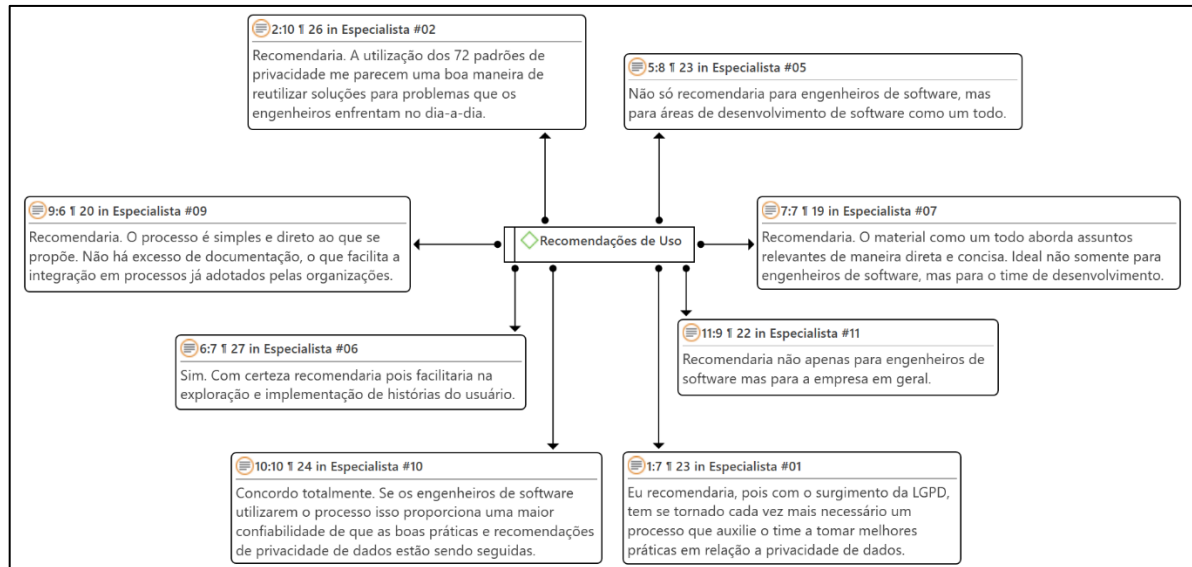 2:10 ¶ 26 in Especialista #02
Recomendaria. A utilização dos 72 padrões de
privacidade me parecem uma boa maneira de
reutilizar soluções para problemas que os
engenheiros enfrentam no dia-a-dia.
5:8 ¶ 23 in Especialista #05
Não só recomendaria para engenheiros de software, mas
para áreas de desenvolvimento de software como um todo.
9:6 ¶ 20 in Especialista #09
Recomendaria. O processo é simples e direto ao que se
propõe. Não há excesso de documentação, o que facilita a
integração em processos já adotados pelas organizações.
Recomendações de Uso
7:7 ¶ 19 in Especialista #07
Recomendaria. O material como um todo aborda assuntos
relevantes de maneira direta e concisa. Ideal não somente para
engenheiros de software, mas para o time de desenvolvimento.
6:7 ¶ 27 in Especialista #06
Sim. Com certeza recomendaria pois facilitaria na
exploração e implementação de histórias do usuário.
11:9 ¶ 22 in Especialista #11
Recomendaria não apenas para engenheiros de
software mas para a empresa em geral.
10:10 ¶ 24 in Especialista #10
Concordo totalmente. Se os engenheiros de software
utilizarem o processo isso proporciona uma maior
confiabilidade de que as boas práticas e recomendações
de privacidade de dados estão sendo seguidas.
1:7 ¶ 23 in Especialista #01
Eu recomendaria, pois com o surgimento da LGPD,
tem se tornado cada vez mais necessário um
processo que auxilie o time a tomar melhores
práticas em relação a privacidade de dados.